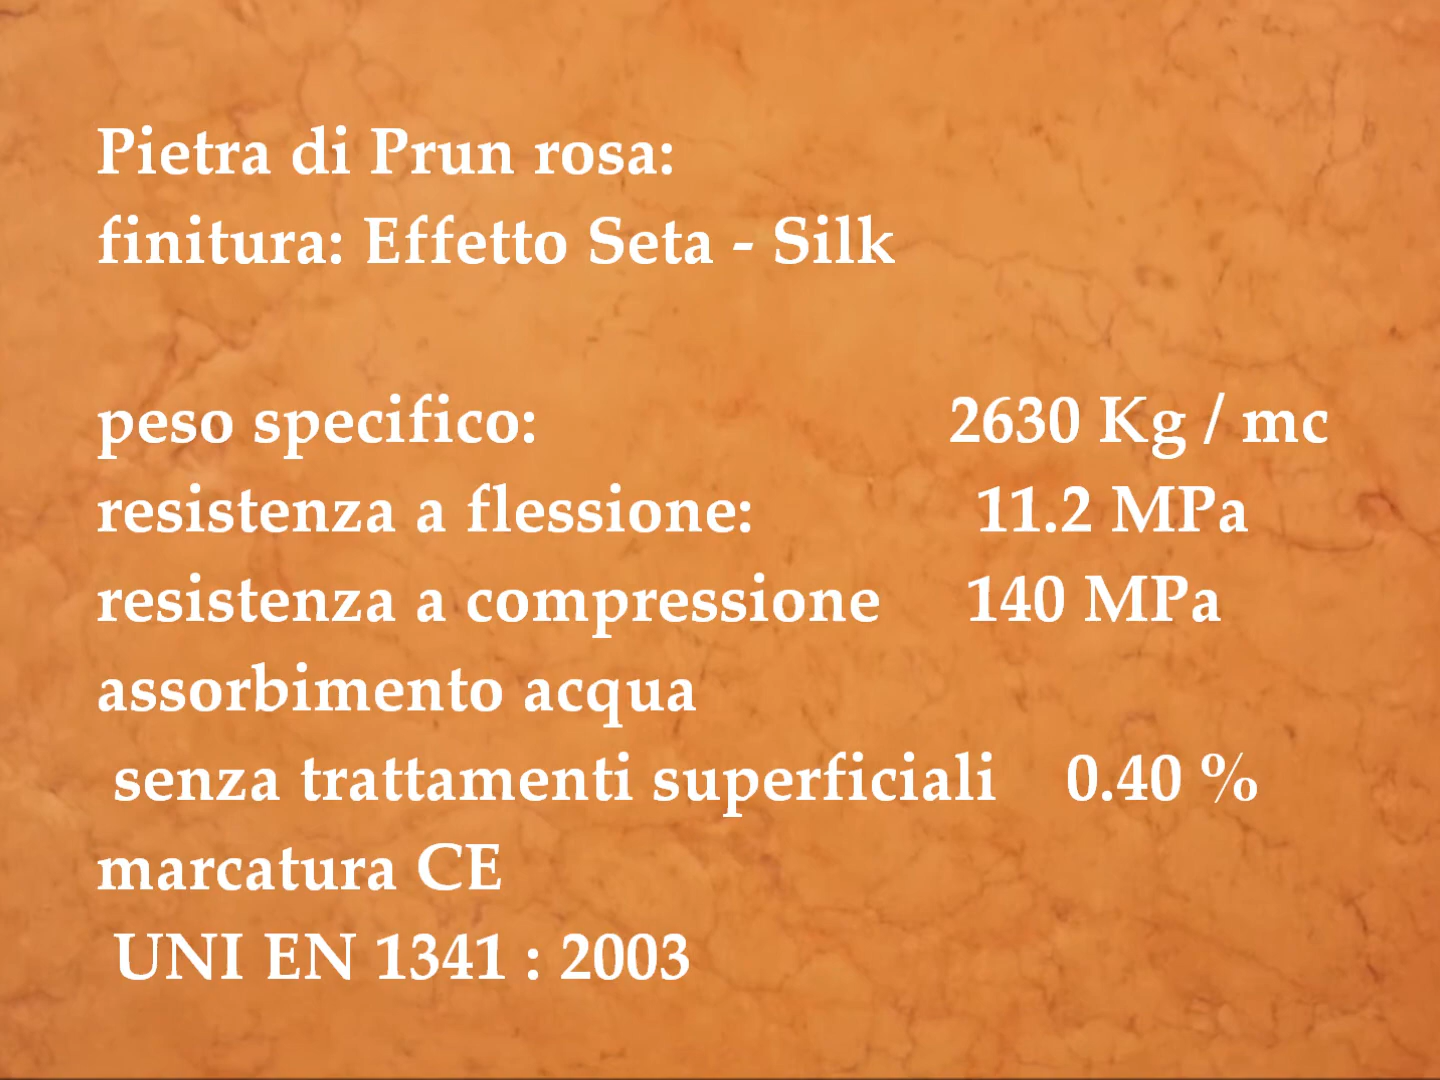 Pietra di Prun rosa:
finitura: Effetto Seta - Silk
peso specifico: 2630 Kg / mc
resistenza a flessione: 11.2 MPa
resistenza a compressione 140 MPa
assorbimento acqua
senza trattamenti superficiali 0.40 %
marcatura CE
UNI EN 1341 : 2003